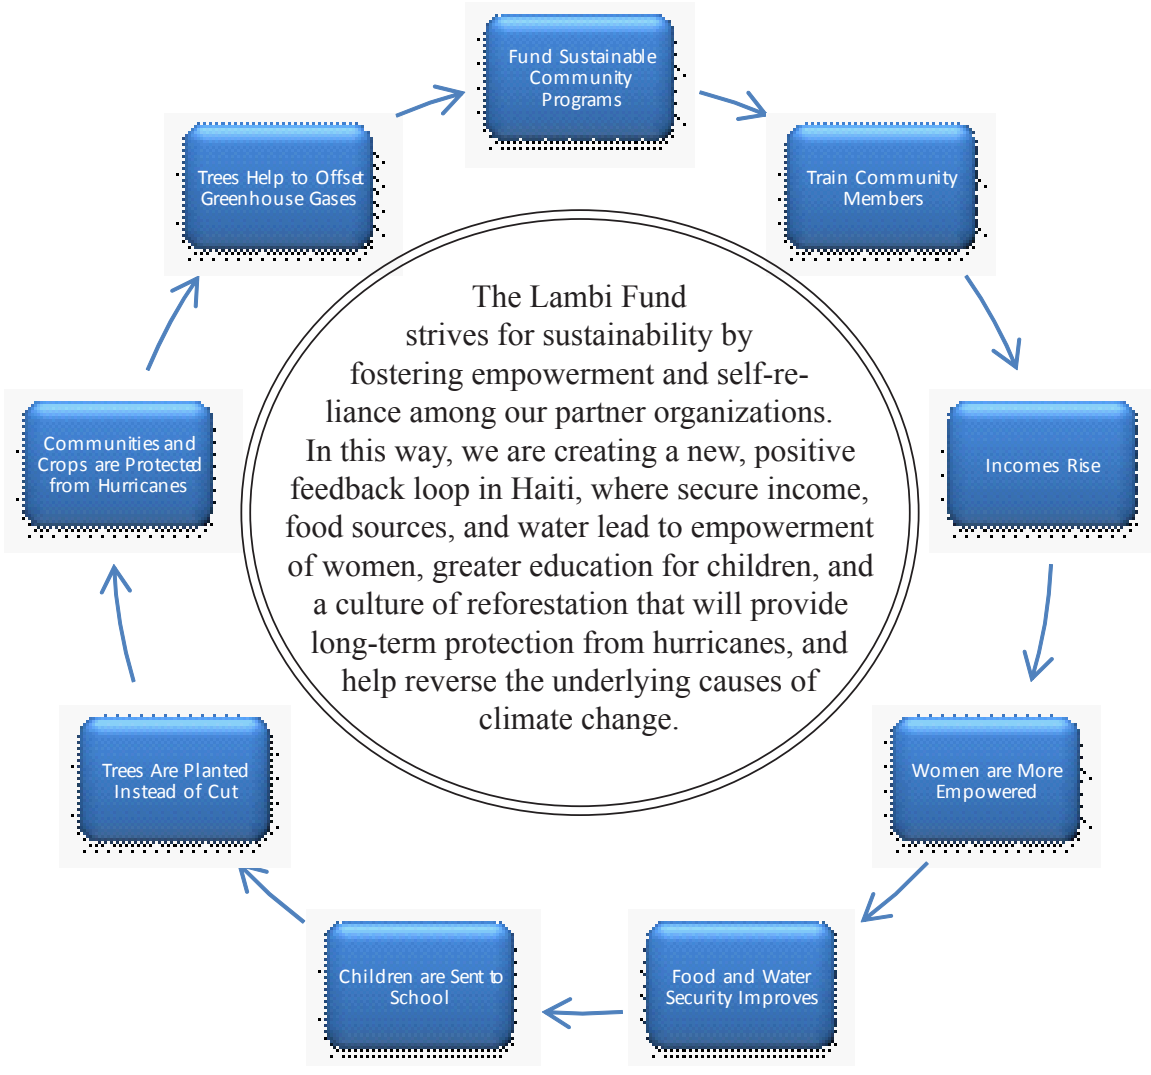 Fund Sustainable
Community
Programs
Train Community
Members
Incomes Rise
Women are More
Empowered
Food and Water
Security Improves
Children are Sent to
School
Trees Are Planted
Instead of Cut
Communities and
Crops are Protected
from Hurricanes
Trees Help to Offset
Greenhouse Gases
The Lambi Fund
strives for sustainability by
fostering empowerment and self-re-
liance among our partner organizations.
In this way, we are creating a new, positive
feedback loop in Haiti, where secure income,
food sources, and water lead to empowerment
of women, greater education for children, and
a culture of reforestation that will provide
long-term protection from hurricanes, and
help reverse the underlying causes of
climate change.